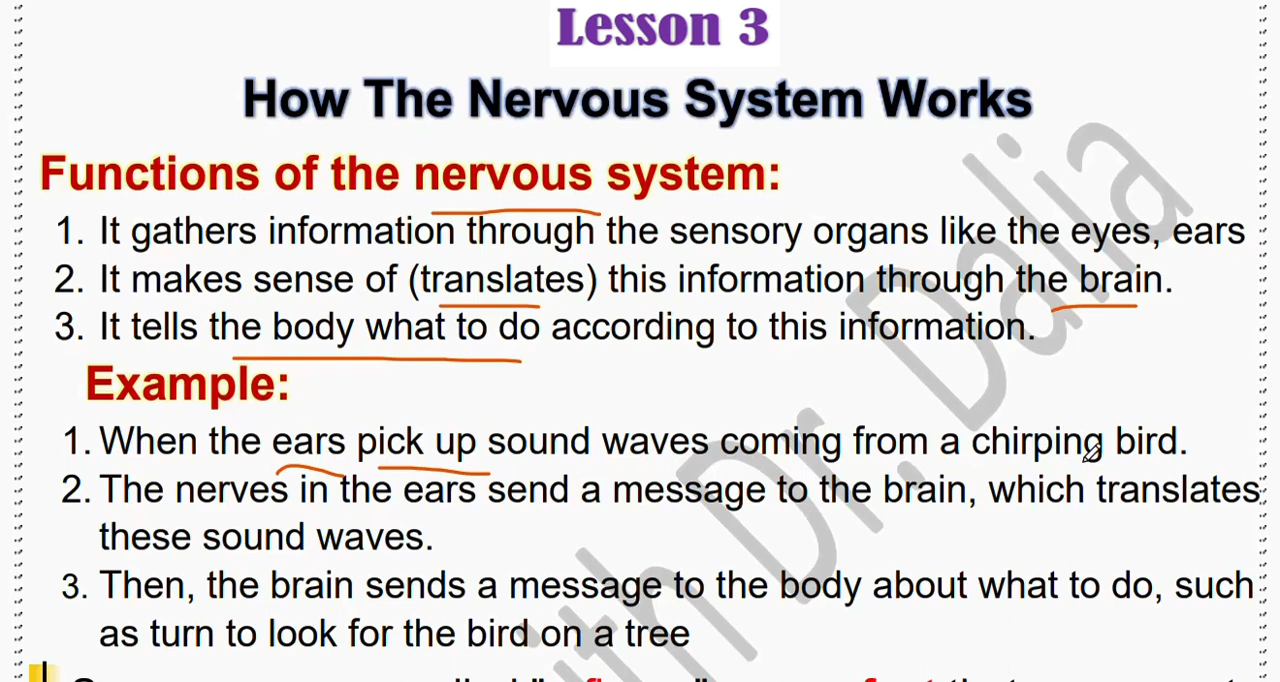 Lesson 3
How The Nervous System Works
Functions of the nervous system:
1. It gathers information through the sensory organs like the eyes, ears
2. It makes sense of (translates) this information through the brain.
3. It tells the body what to do according to this information.
Example:
1. When the ears pick up sound waves coming from a chirping bird.
2. The nerves in the ears send a message to the brain, which translates
these sound waves.
3. Then, the brain sends a message to the body about what to do, such
as turn to look for the bird on a tree
with Dr. Dalia